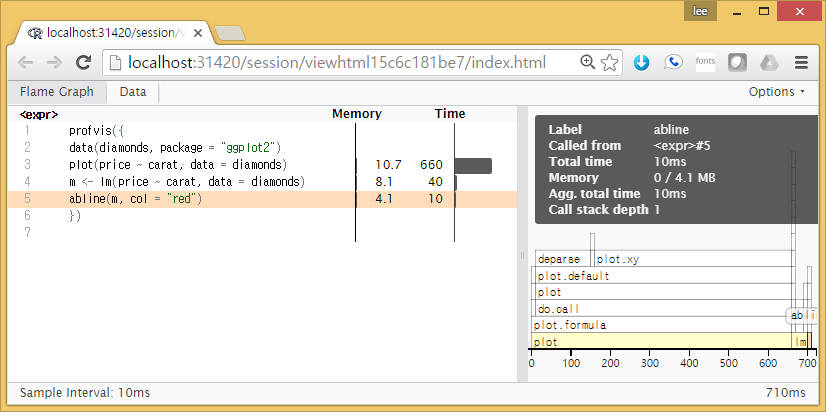 lee
localhost:31420/session/v
localhost:31420/session/viewhtml15c6c181be7/index.html
fonts
Flame Graph Data Options
<expr> Memory Time
1 profvis({
2 data(diamonds, package = "ggplot2")
3 plot(price ~ carat, data = diamonds) 10.7 660
4 m <- lm(price ~ carat, data = diamonds) 8.1 40
5 abline(m, col = "red") 4.1 10
6 })
7
Label abline
Called from <expr>#5
Total time 10ms
Memory 0 / 4.1 MB
Agg. total time 10ms
Call stack depth 1
deparse plot.xy
plot.default
plot
do.call abli
plot.formula
plot lm
0 100 200 300 400 500 600 700
Sample Interval: 10ms 710ms